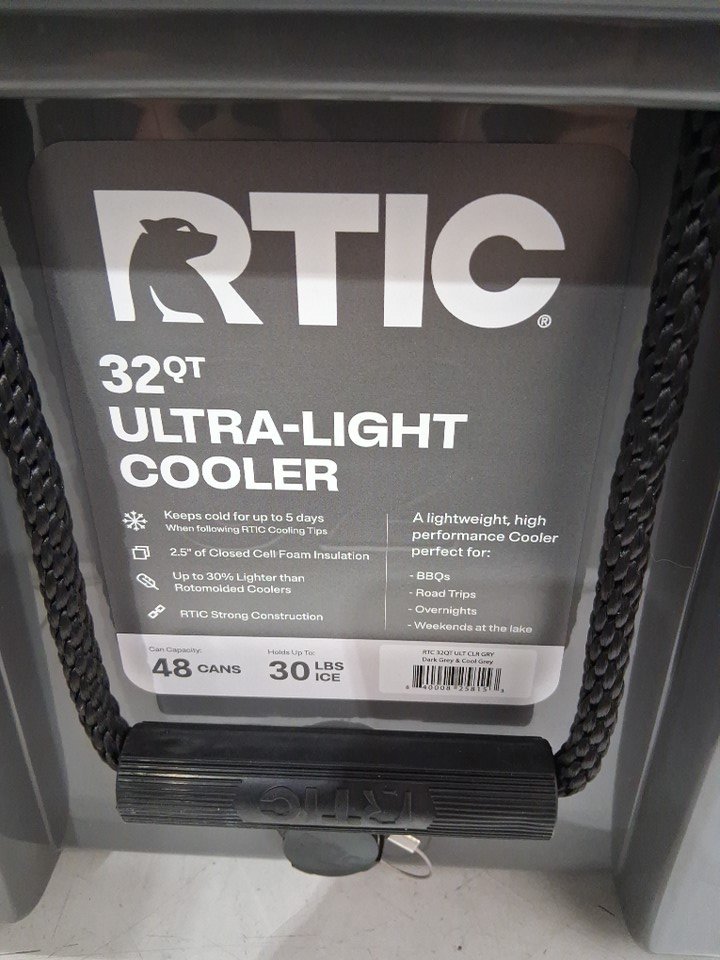 RTIC®
32QT
ULTRA-LIGHT
COOLER
Keeps cold for up to 5 days
When following RTIC Cooling Tips
2.5" of Closed Cell Foam Insulation
Up to 30% Lighter than
Rotomolded Coolers
RTIC Strong Construction
A lightweight, high
performance Cooler
perfect for:
- BBQs
- Road Trips
- Overnights
- Weekends at the lake
Can Capacity:
48 CANS
Holds Up To:
30 LBS
ICE
RTC 32QT ULT CLR GRY
Dark Grey & Cool Grey
40008 25815
RTIC